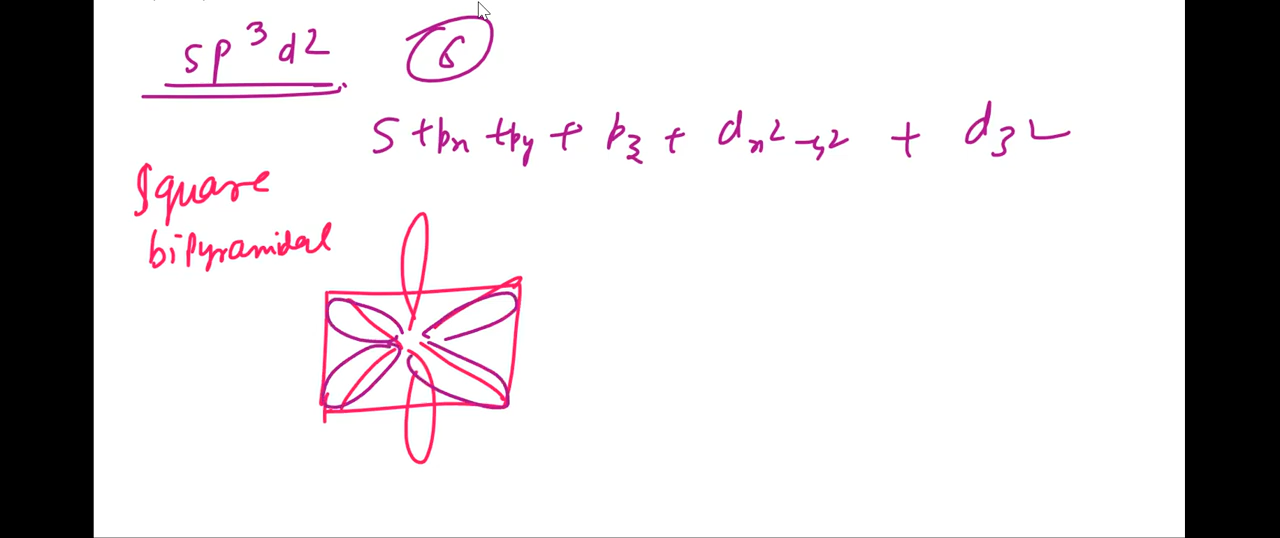 sp³d2 6
S + px + py + pz + dx²-y² + dz²
Square
bipyramidal